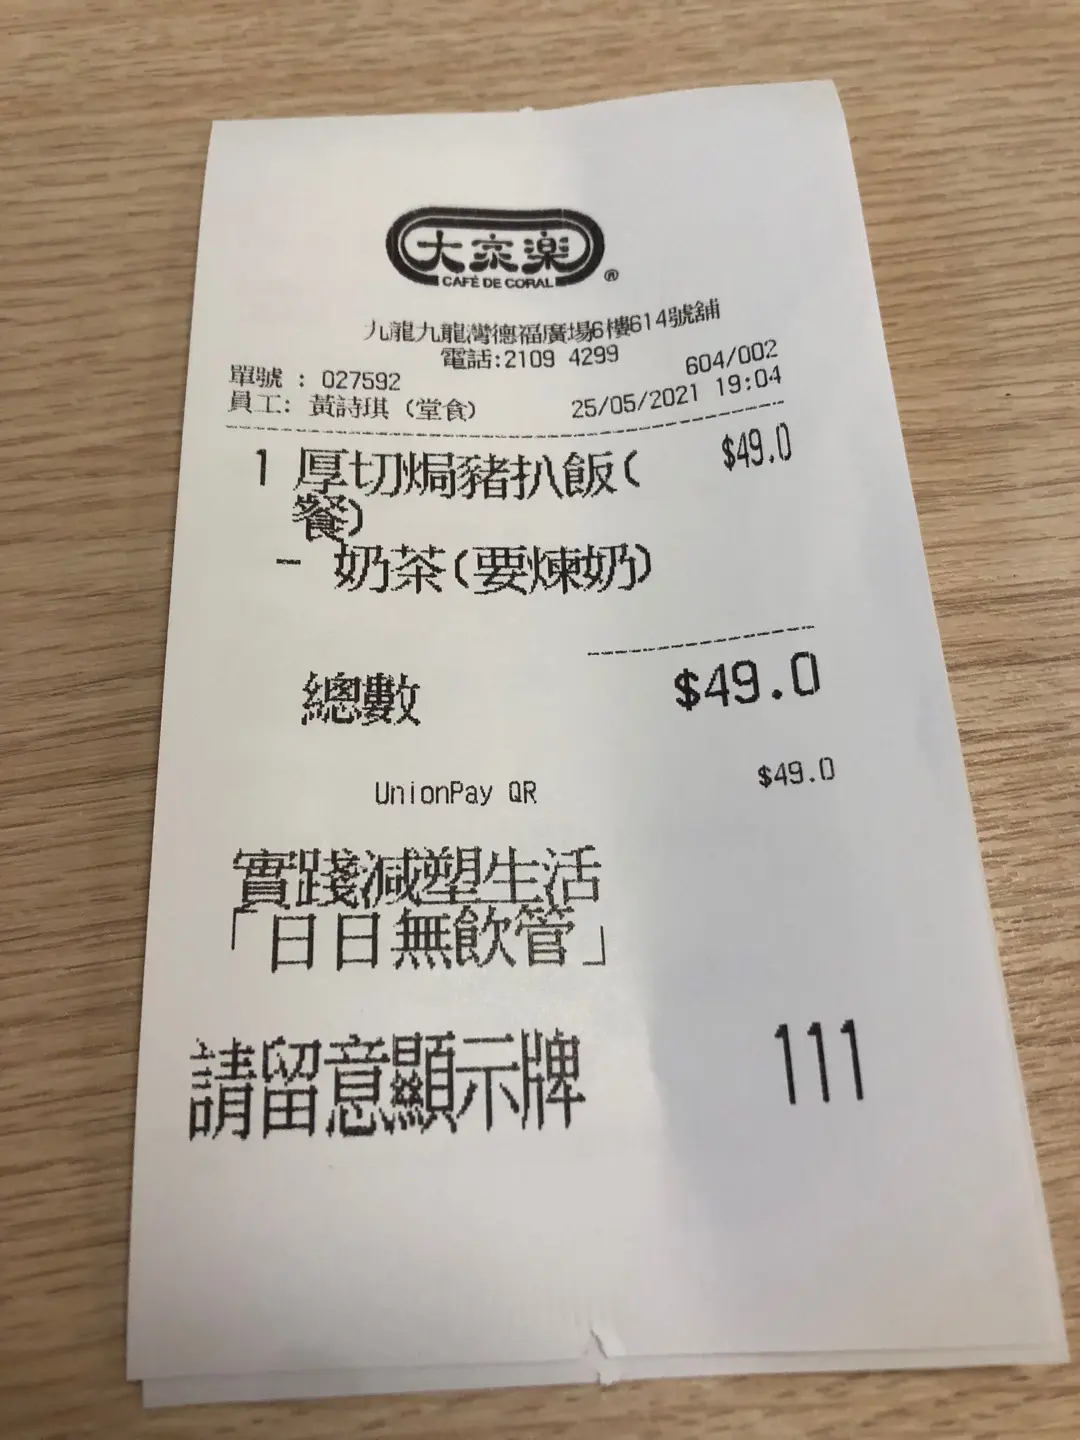 大家樂
CAFÉ DE CORAL ®
九龍九龍灣德福廣場6樓614號舖
電話:2109 4299
單號 : 027592 604/002
員工: 黃詩琪 (堂食) 25/05/2021 19:04
1 厚切焗豬扒飯( $49.0
餐)
- 奶茶(要煉奶)
總數 $49.0
UnionPay QR $49.0
實踐減塑生活
「日日無飲管」
請留意顯示牌 111